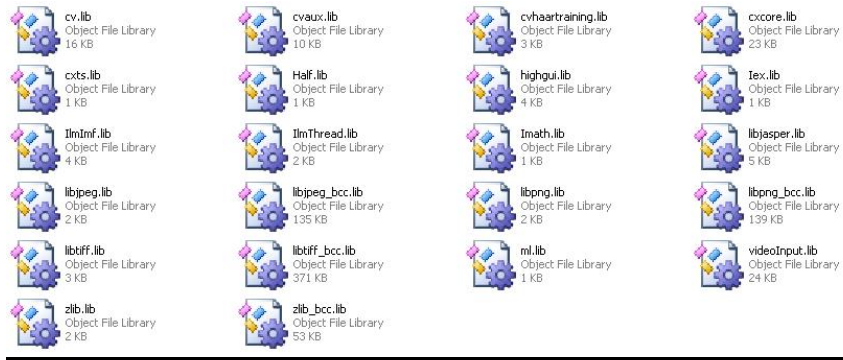 cv.lib
Object File Library
16 KB
cvaux.lib
Object File Library
10 KB
cvhaartraining.lib
Object File Library
3 KB
cxcore.lib
Object File Library
23 KB
cxts.lib
Object File Library
1 KB
Half.lib
Object File Library
1 KB
highgui.lib
Object File Library
4 KB
Iex.lib
Object File Library
1 KB
IlmImf.lib
Object File Library
4 KB
IlmThread.lib
Object File Library
2 KB
Imath.lib
Object File Library
1 KB
libjasper.lib
Object File Library
5 KB
libjpeg.lib
Object File Library
2 KB
libjpeg_bcc.lib
Object File Library
135 KB
libpng.lib
Object File Library
2 KB
libpng_bcc.lib
Object File Library
139 KB
libtiff.lib
Object File Library
3 KB
libtiff_bcc.lib
Object File Library
371 KB
ml.lib
Object File Library
1 KB
videoInput.lib
Object File Library
24 KB
zlib.lib
Object File Library
2 KB
zlib_bcc.lib
Object File Library
53 KB